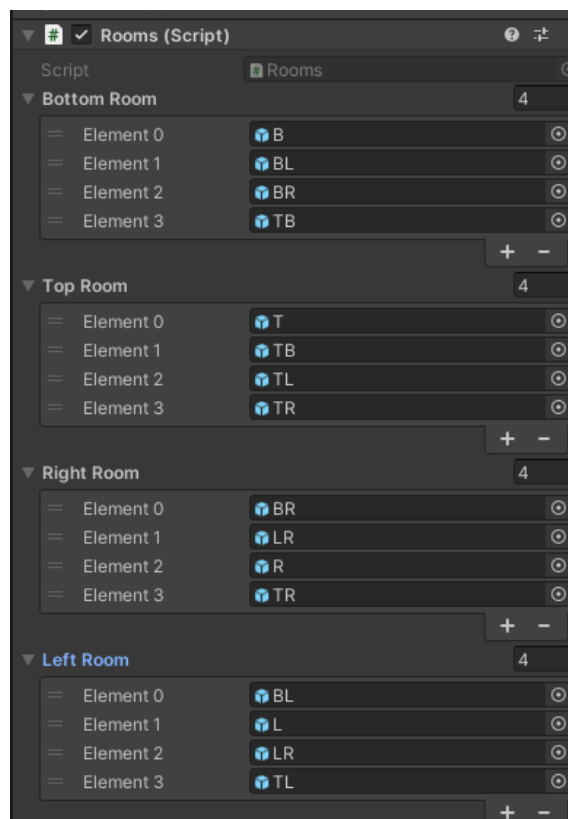 # Rooms (Script)
Script Rooms
Bottom Room 4
Element 0 B
Element 1 BL
Element 2 BR
Element 3 TB
+ -
Top Room 4
Element 0 T
Element 1 TB
Element 2 TL
Element 3 TR
+ -
Right Room 4
Element 0 BR
Element 1 LR
Element 2 R
Element 3 TR
+ -
Left Room 4
Element 0 BL
Element 1 L
Element 2 LR
Element 3 TL
+ -